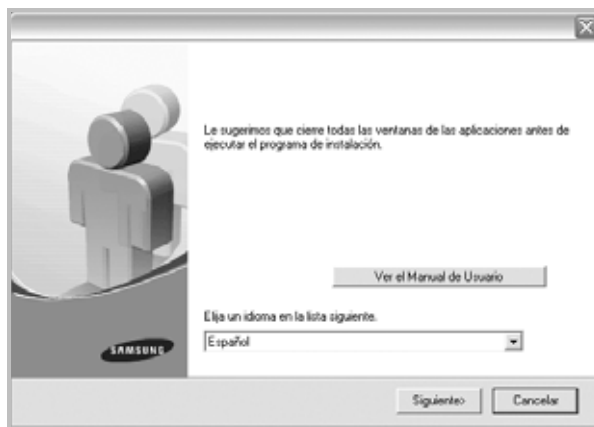 Le sugerimos que cierre todas las ventanas de las aplicaciones antes de
ejecutar el programa de instalación.
Ver el Manual de Usuario
Elija un idioma en la lista siguiente.
Español
SAMSUNG
Siguiente>
Cancelar